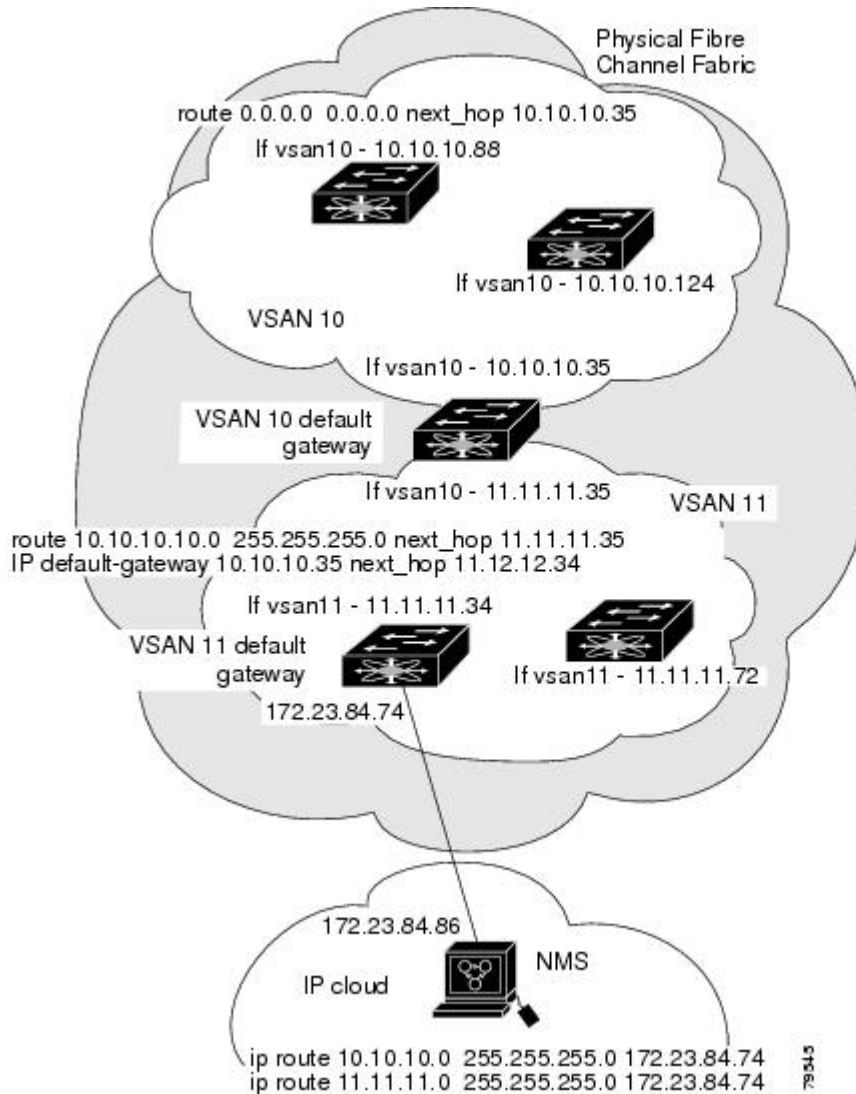 Physical Fibre
Channel Fabric
route 0.0.0.0 0.0.0.0 next_hop 10.10.10.35
If vsan10 - 10.10.10.88
If vsan10 - 10.10.10.124
VSAN 10
If vsan10 - 10.10.10.35
VSAN 10 default
gateway
If vsan10 - 11.11.11.35
VSAN 11
route 10.10.10.10.0 255.255.255.0 next_hop 11.11.11.35
IP default-gateway 10.10.10.35 next_hop 11.12.12.34
If vsan11 - 11.11.11.34
VSAN 11 default
gateway
If vsan11 - 11.11.11.72
172.23.84.74
172.23.84.86
NMS
IP cloud
ip route 10.10.10.0 255.255.255.0 172.23.84.74
ip route 11.11.11.0 255.255.255.0 172.23.84.74
79545